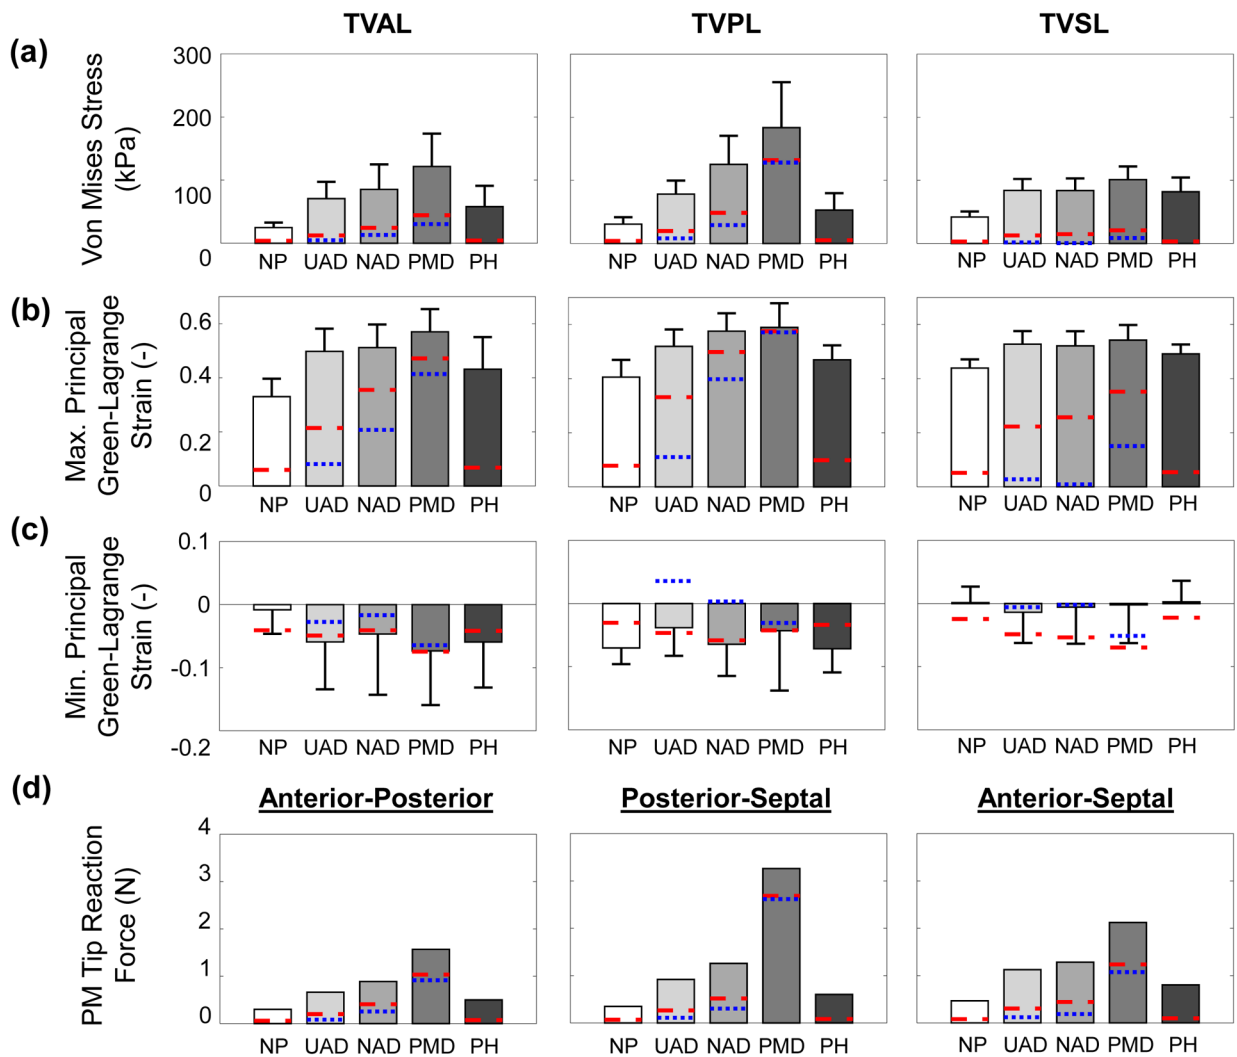 TVAL TVPL TVSL
(a)
Von Mises Stress
(kPa)
300
200
100
0
NP UAD NAD PMD PH
NP UAD NAD PMD PH
NP UAD NAD PMD PH
(b)
Max. Principal
Green-Lagrange
Strain (-)
0.6
0.4
0.2
0
NP UAD NAD PMD PH
NP UAD NAD PMD PH
NP UAD NAD PMD PH
(c)
Min. Principal
Green-Lagrange
Strain (-)
0.1
0
-0.1
-0.2
NP UAD NAD PMD PH
NP UAD NAD PMD PH
NP UAD NAD PMD PH
(d)
Anterior-Posterior Posterior-Septal Anterior-Septal
PM Tip Reaction
Force (N)
4
3
2
1
0
NP UAD NAD PMD PH
NP UAD NAD PMD PH
NP UAD NAD PMD PH